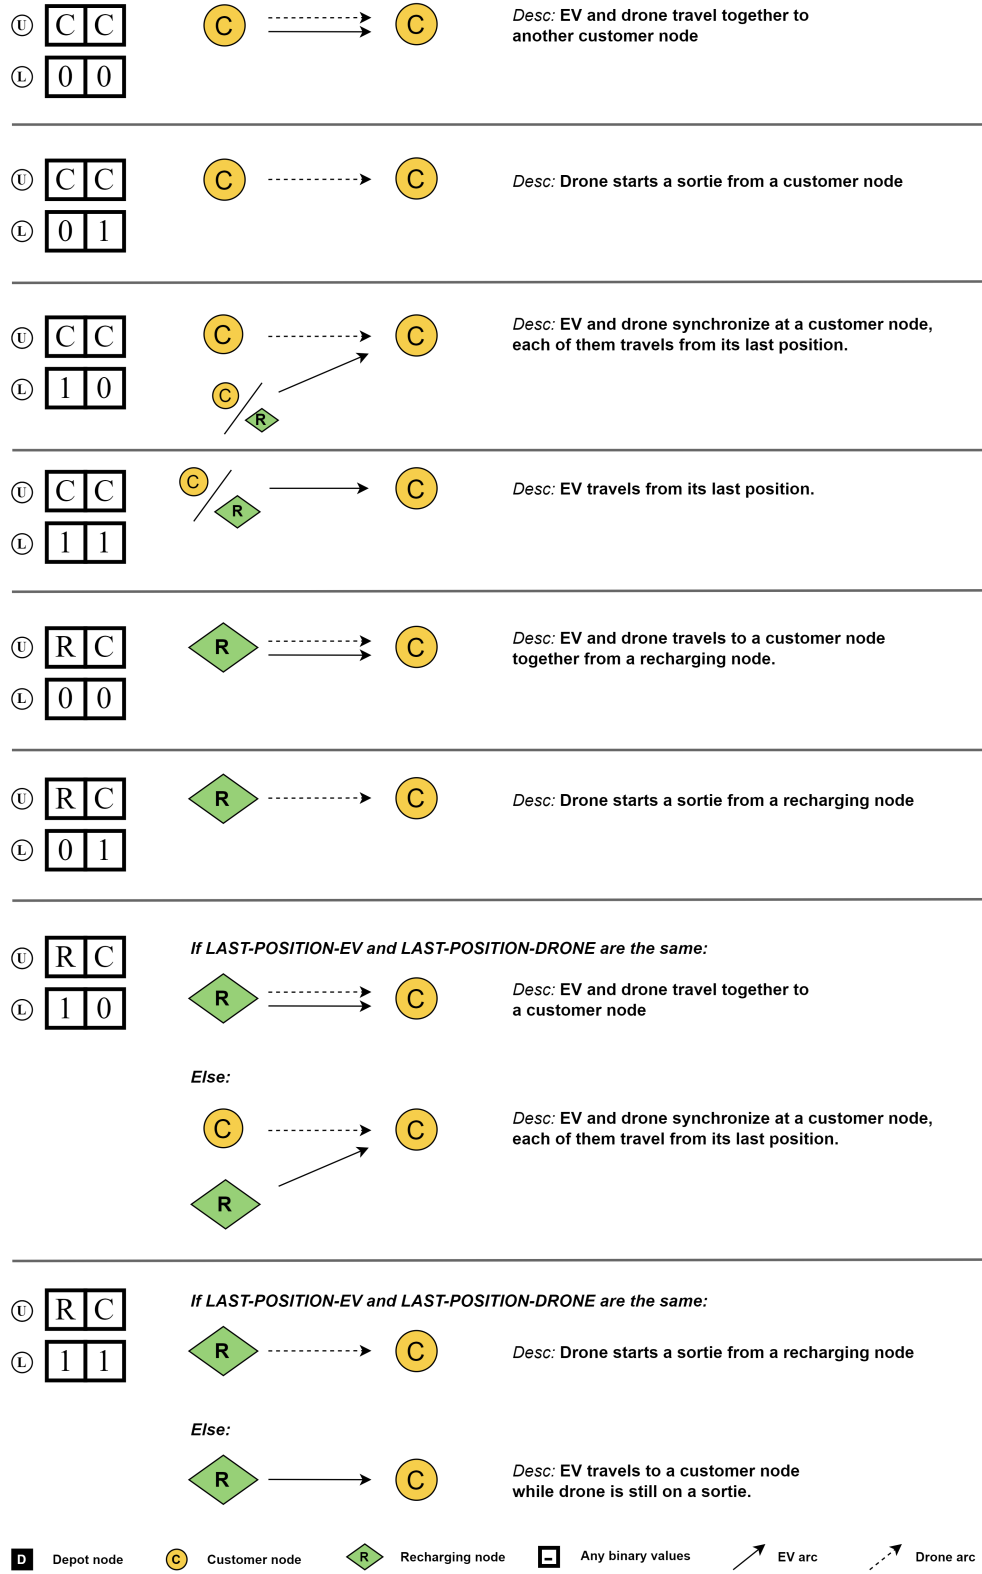 U C C C C Desc: EV and drone travel together to
another customer node
L 0 0
U C C C C Desc: Drone starts a sortie from a customer node
L 0 1
U C C C C Desc: EV and drone synchronize at a customer node,
each of them travels from its last position.
L 1 0 C
R
U C C C C Desc: EV travels from its last position.
R
L 1 1
U R C R C Desc: EV and drone travels to a customer node
together from a recharging node.
L 0 0
U R C R C Desc: Drone starts a sortie from a recharging node
L 0 1
U R C If LAST-POSITION-EV and LAST-POSITION-DRONE are the same:
L 1 0 R C Desc: EV and drone travel together to
a customer node
Else:
C C Desc: EV and drone synchronize at a customer node,
each of them travel from its last position.
R
U R C If LAST-POSITION-EV and LAST-POSITION-DRONE are the same:
L 1 1 R C Desc: Drone starts a sortie from a recharging node
Else:
R C Desc: EV travels to a customer node
while drone is still on a sortie.
D Depot node C Customer node R Recharging node - Any binary values EV arc Drone arc